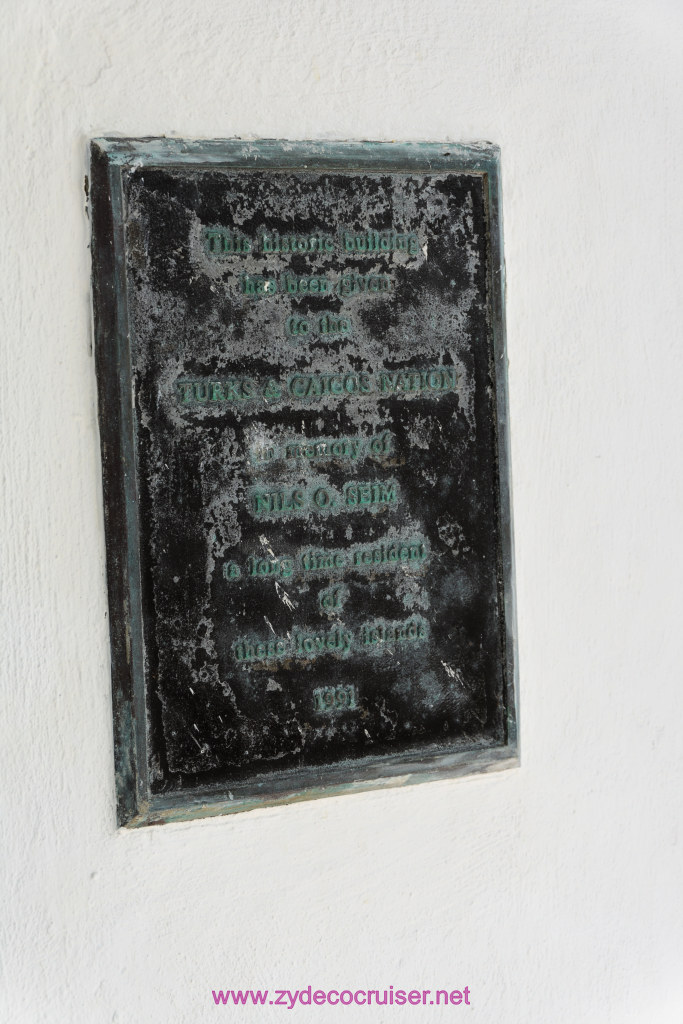 This historic building
has been given
to the
TURKS & CAICOS NATION
in memory of
NILS O. SEIM
a long time resident
of
these lovely islands
1991
www.zydecocruiser.net